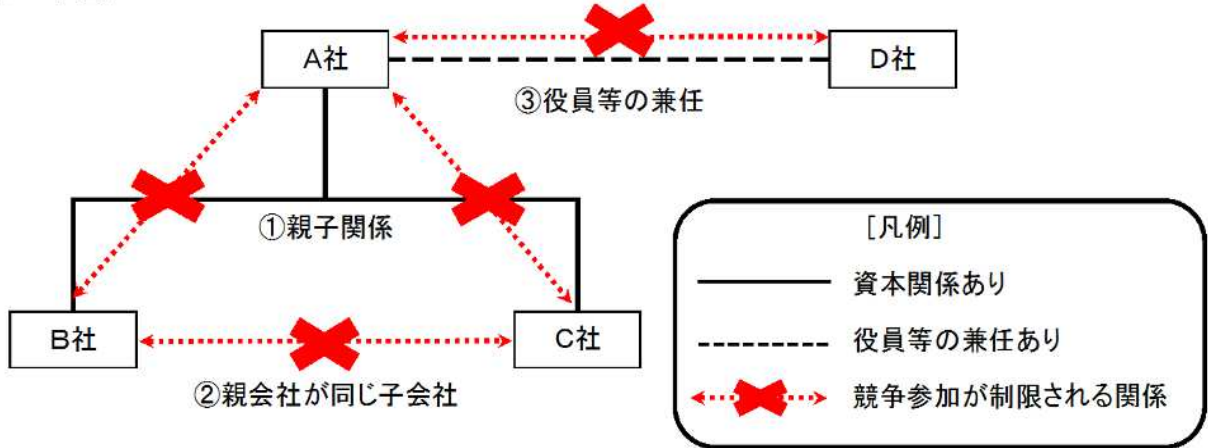 A社
D社
③役員等の兼任
①親子関係
B社
C社
②親会社が同じ子会社
［凡例］
資本関係あり
役員等の兼任あり
競争参加が制限される関係